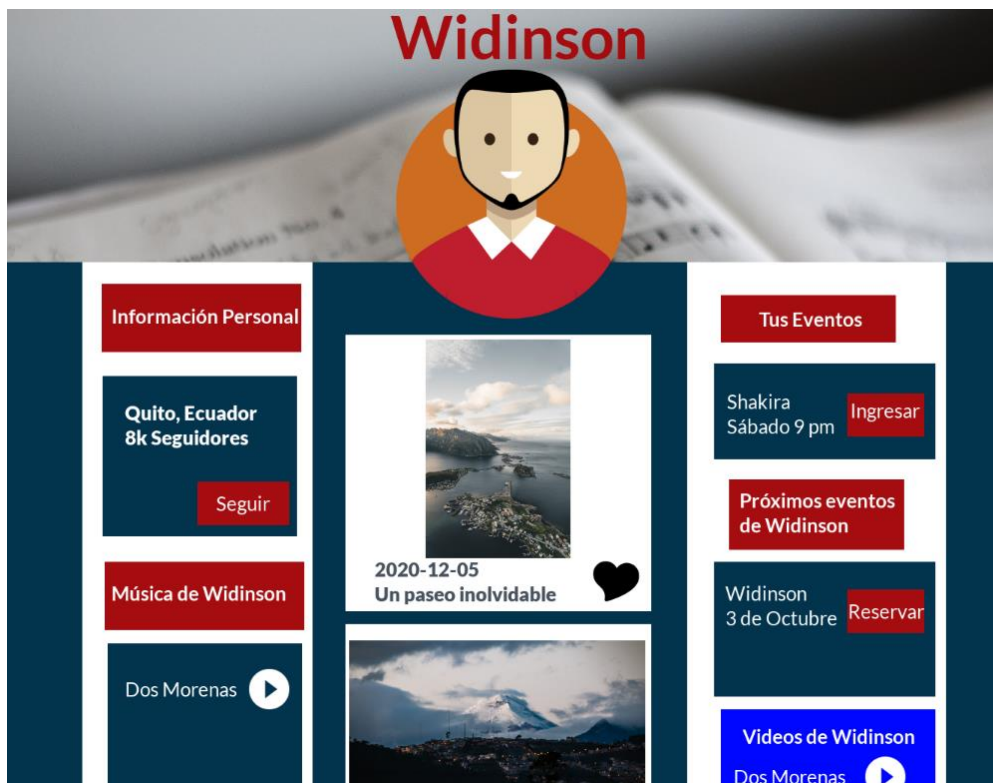 Widinson
Información Personal
Quito, Ecuador
8k Seguidores
Seguir
Música de Widinson
Dos Morenas
2020-12-05
Un paseo inolvidable
Tus Eventos
Shakira
Sábado 9 pm
Ingresar
Próximos eventos
de Widinson
Widinson
3 de Octubre
Reservar
Videos de Widinson
Dos Morenas